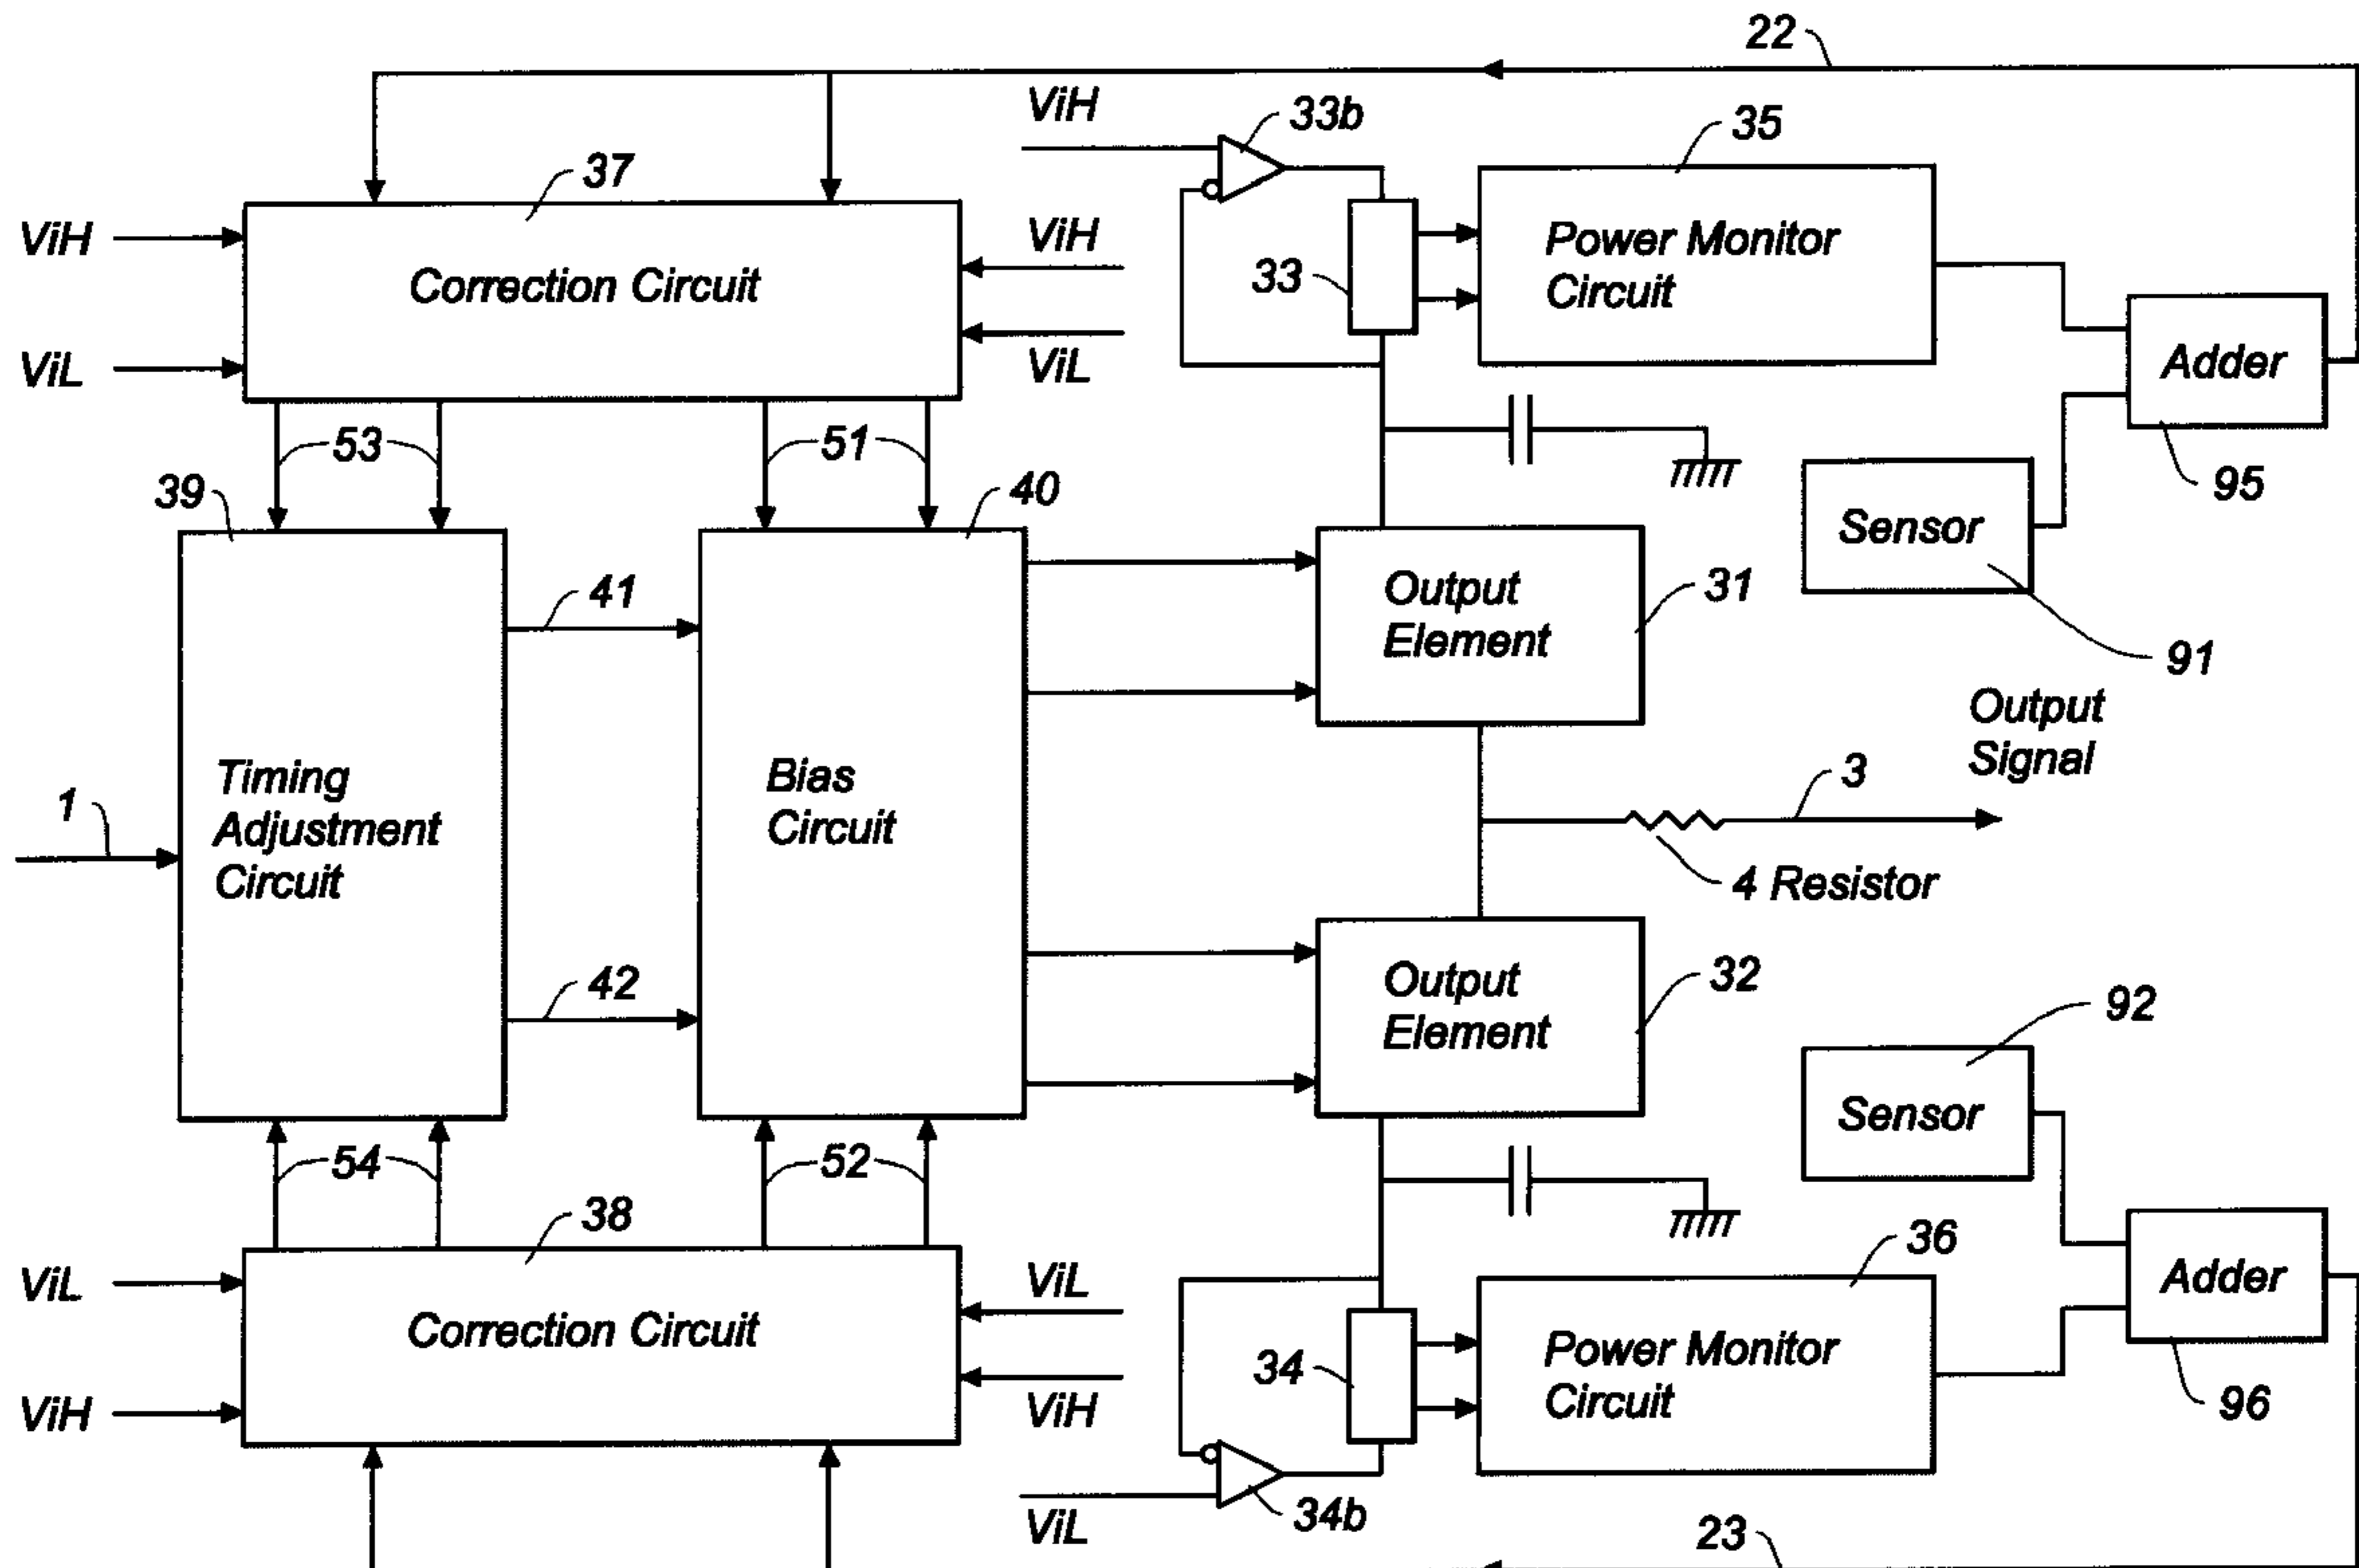 22
ViH
33b
35
37
ViH
ViH
Power Monitor
Circuit
Correction Circuit
33
Adder
ViL
ViL
53
51
39
40
95
Sensor
Output
Element
41
31
91
Output
Signal
Timing
Adjustment
Circuit
Bias
Circuit
1
3
4 Resistor
Output
Element
42
32
92
Sensor
54
52
38
36
ViL
ViL
Adder
Correction Circuit
34
Power Monitor
Circuit
ViH
ViH
96
34b
ViL
23